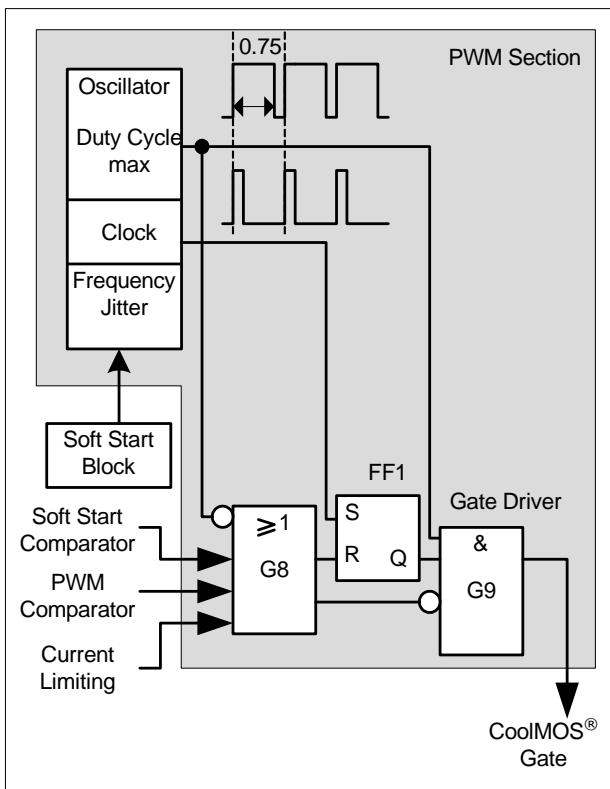 0.75
PWM Section
Oscillator
Duty Cycle
max
Clock
Frequency
Jitter
Soft Start
Block
FF1
Gate Driver
Soft Start
Comparator
PWM
Comparator
Current
Limiting
≥1
G8
S
R
Q
&
G9
CoolMOS®
Gate